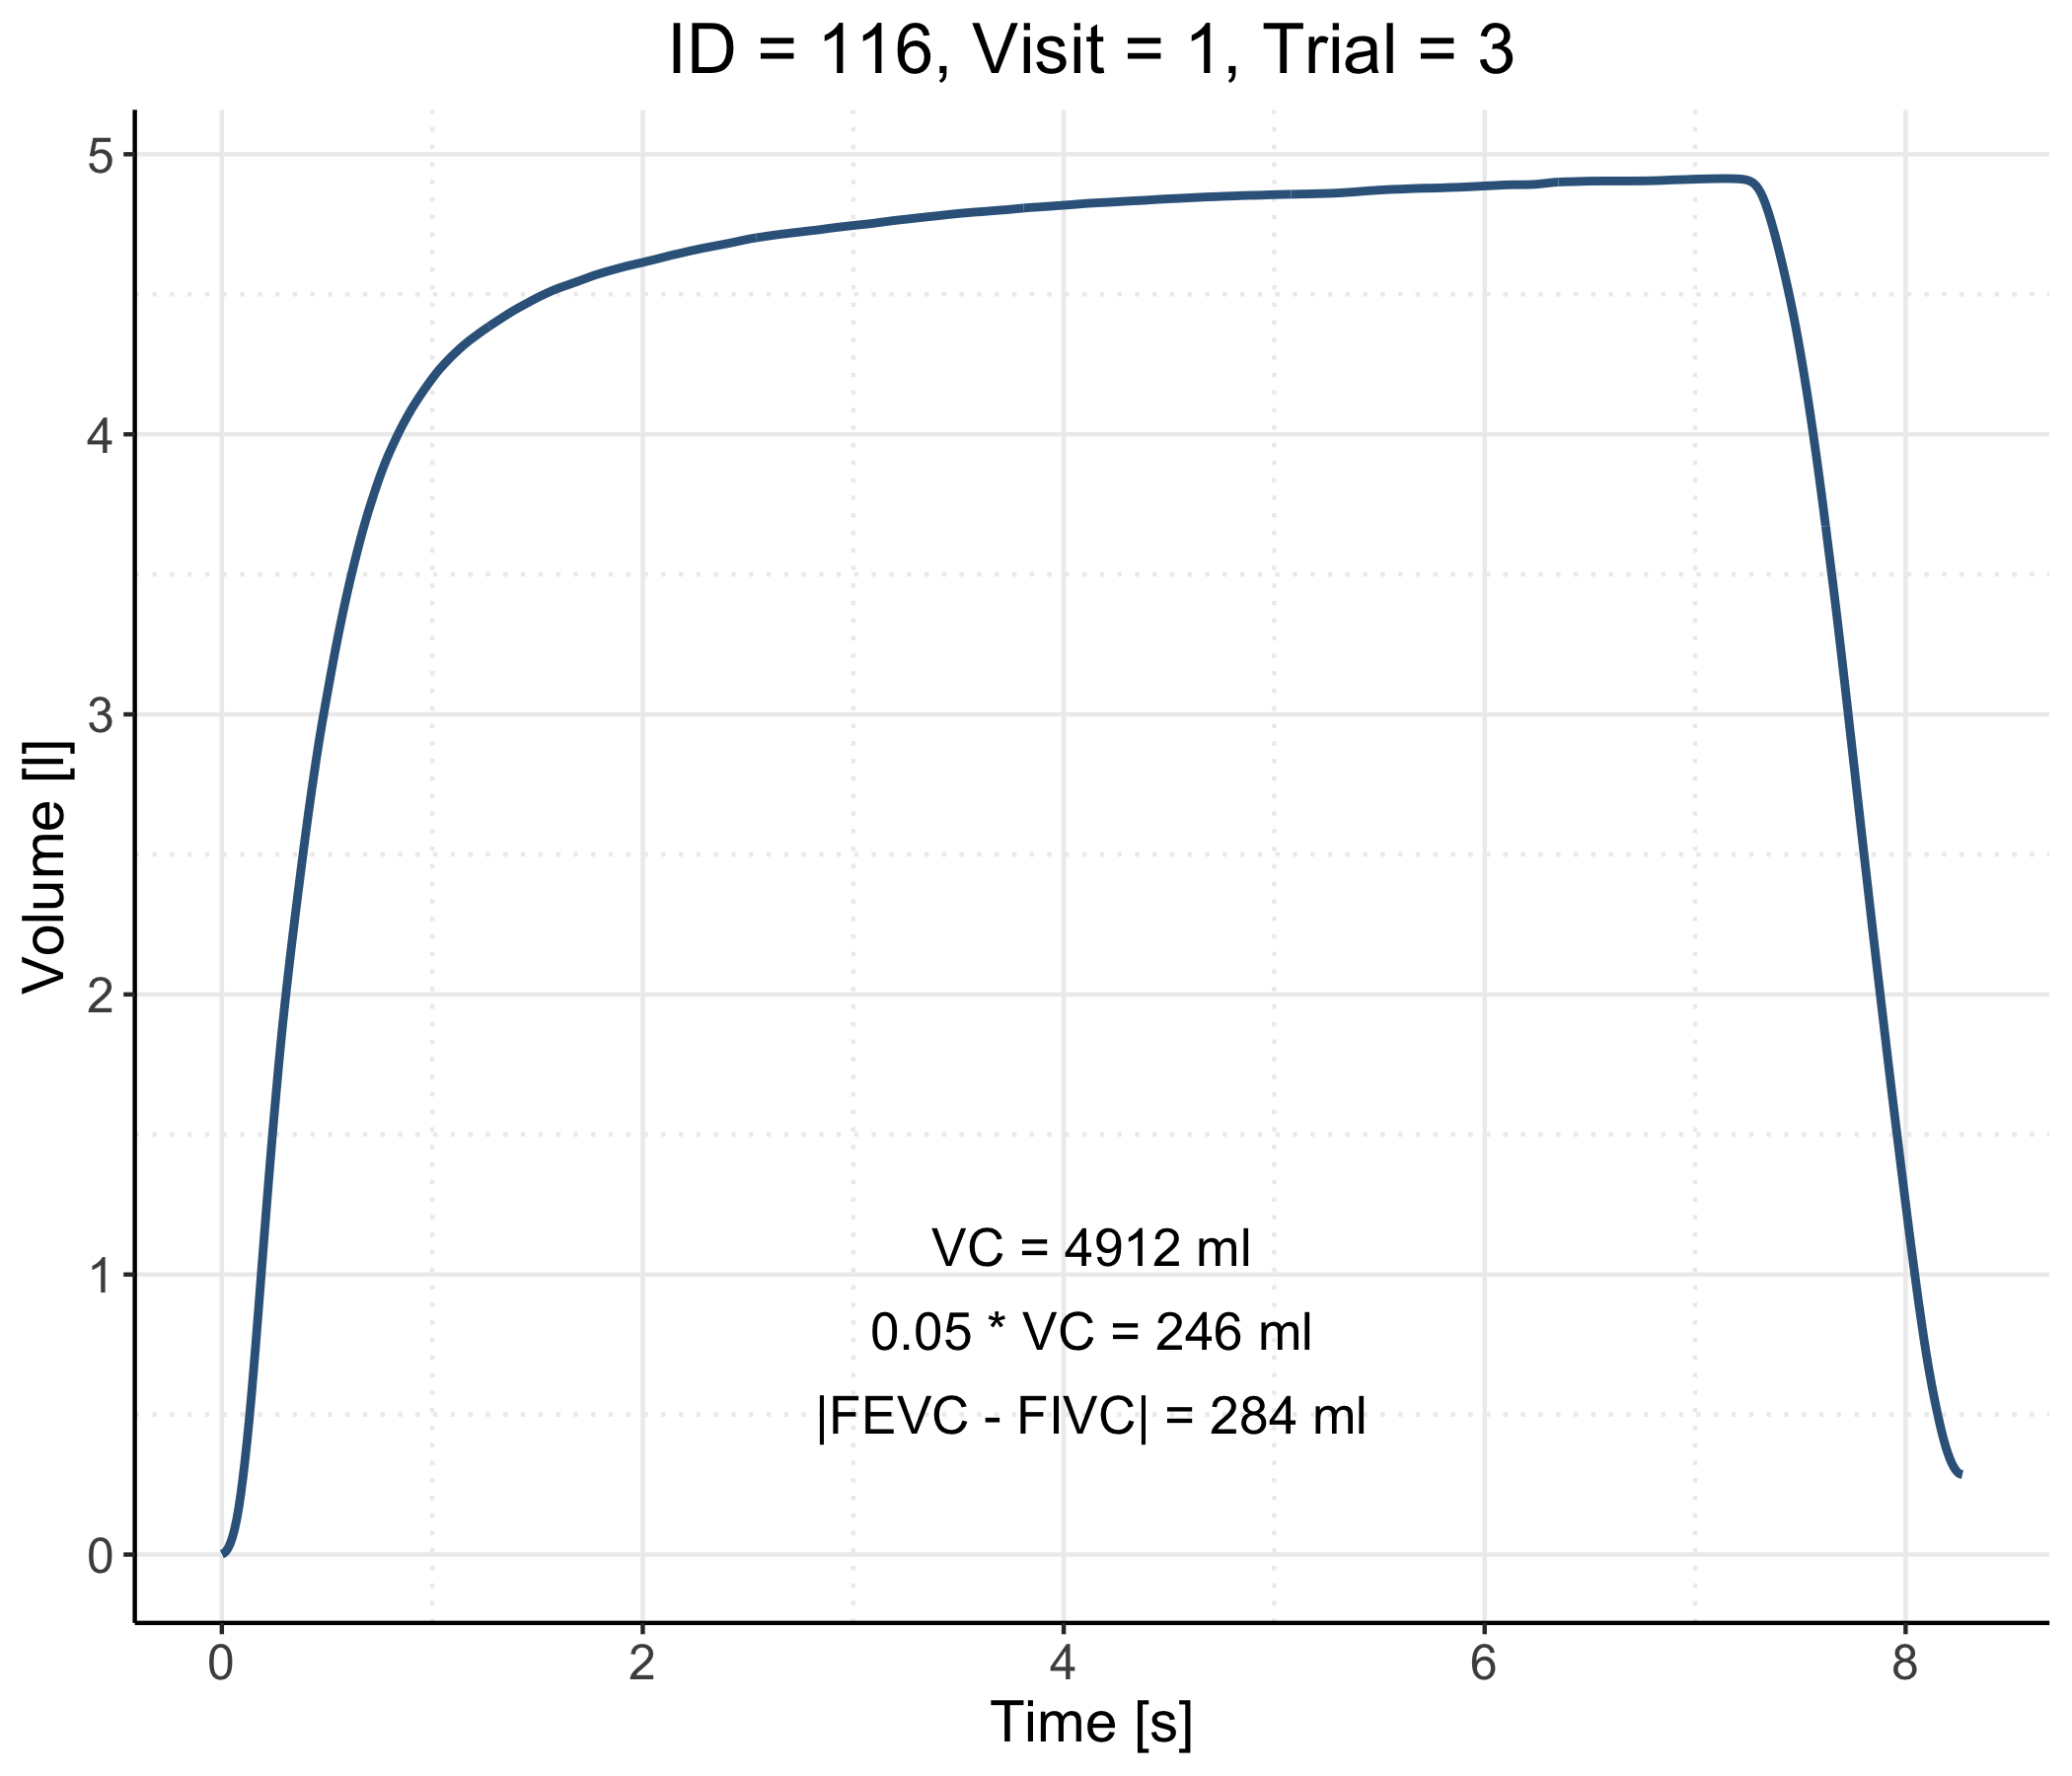 ID = 116, Visit = 1, Trial = 3
5
4
3
2
1
0
Volume [l]
VC = 4912 ml
0.05 * VC = 246 ml
|FEVC - FIVC| = 284 ml
0 2 4 6 8
Time [s]